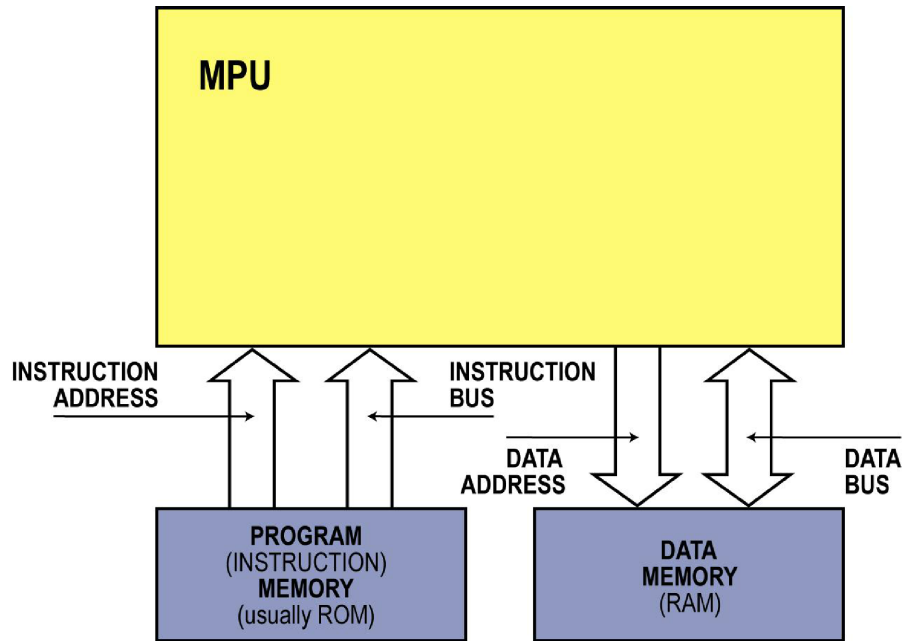 MPU
INSTRUCTION
ADDRESS
INSTRUCTION
BUS
DATA
ADDRESS
DATA
BUS
PROGRAM
(INSTRUCTION)
MEMORY
(usually ROM)
DATA
MEMORY
(RAM)